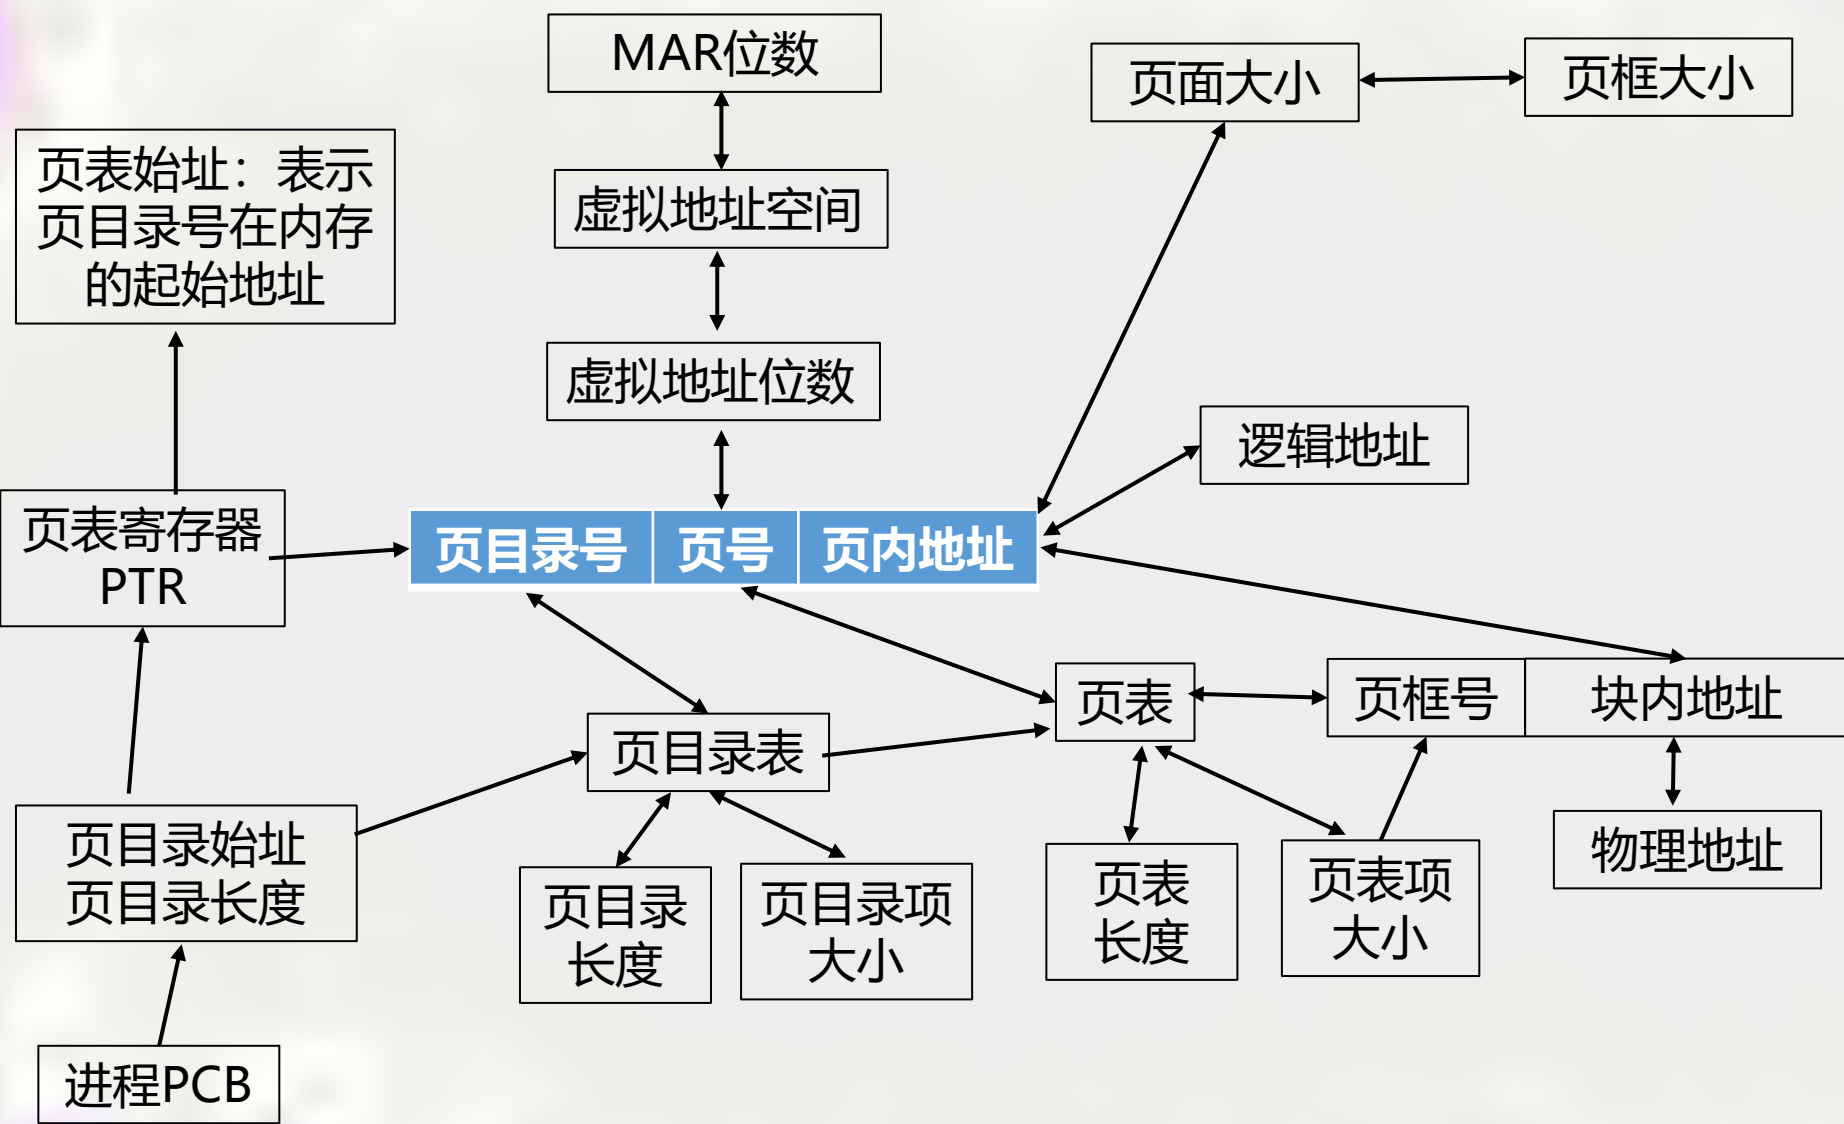 MAR位数
页面大小
页框大小
页表始址：表示
页目录号在内存
的起始地址
虚拟地址空间
虚拟地址位数
逻辑地址
页表寄存器
PTR
页目录号
页号
页内地址
页表
页框号
块内地址
页目录表
页目录始址
页目录长度
页目录
长度
页目录项
大小
页表
长度
页表项
大小
物理地址
进程PCB